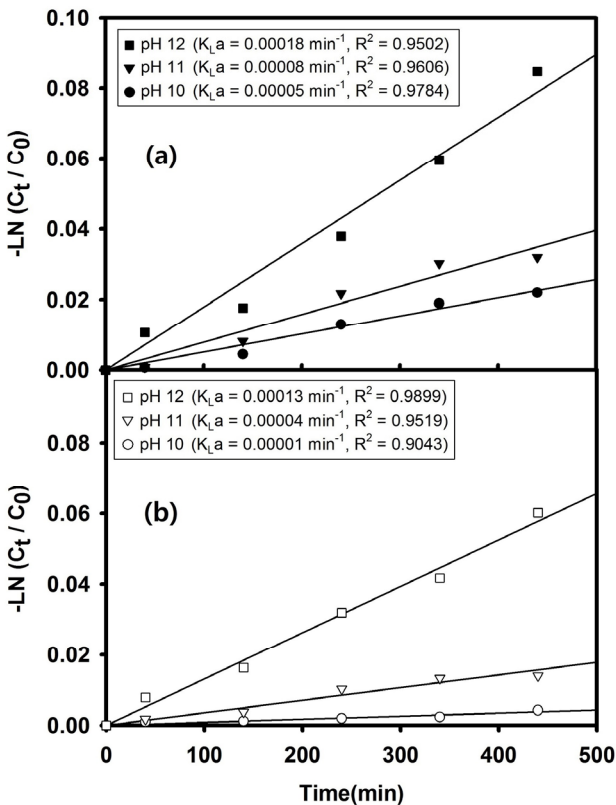 -LN (Ct / C0)
0.10
0.08
0.06
0.04
0.02
0.00
pH 12 (KLa = 0.00018 min-1, R2 = 0.9502)
pH 11 (KLa = 0.00008 min-1, R2 = 0.9606)
pH 10 (KLa = 0.00005 min-1, R2 = 0.9784)
(a)
-LN (Ct / C0)
0.08
0.06
0.04
0.02
0.00
pH 12 (KLa = 0.00013 min-1, R2 = 0.9899)
pH 11 (KLa = 0.00004 min-1, R2 = 0.9519)
pH 10 (KLa = 0.00001 min-1, R2 = 0.9043)
(b)
0 100 200 300 400 500
Time(min)